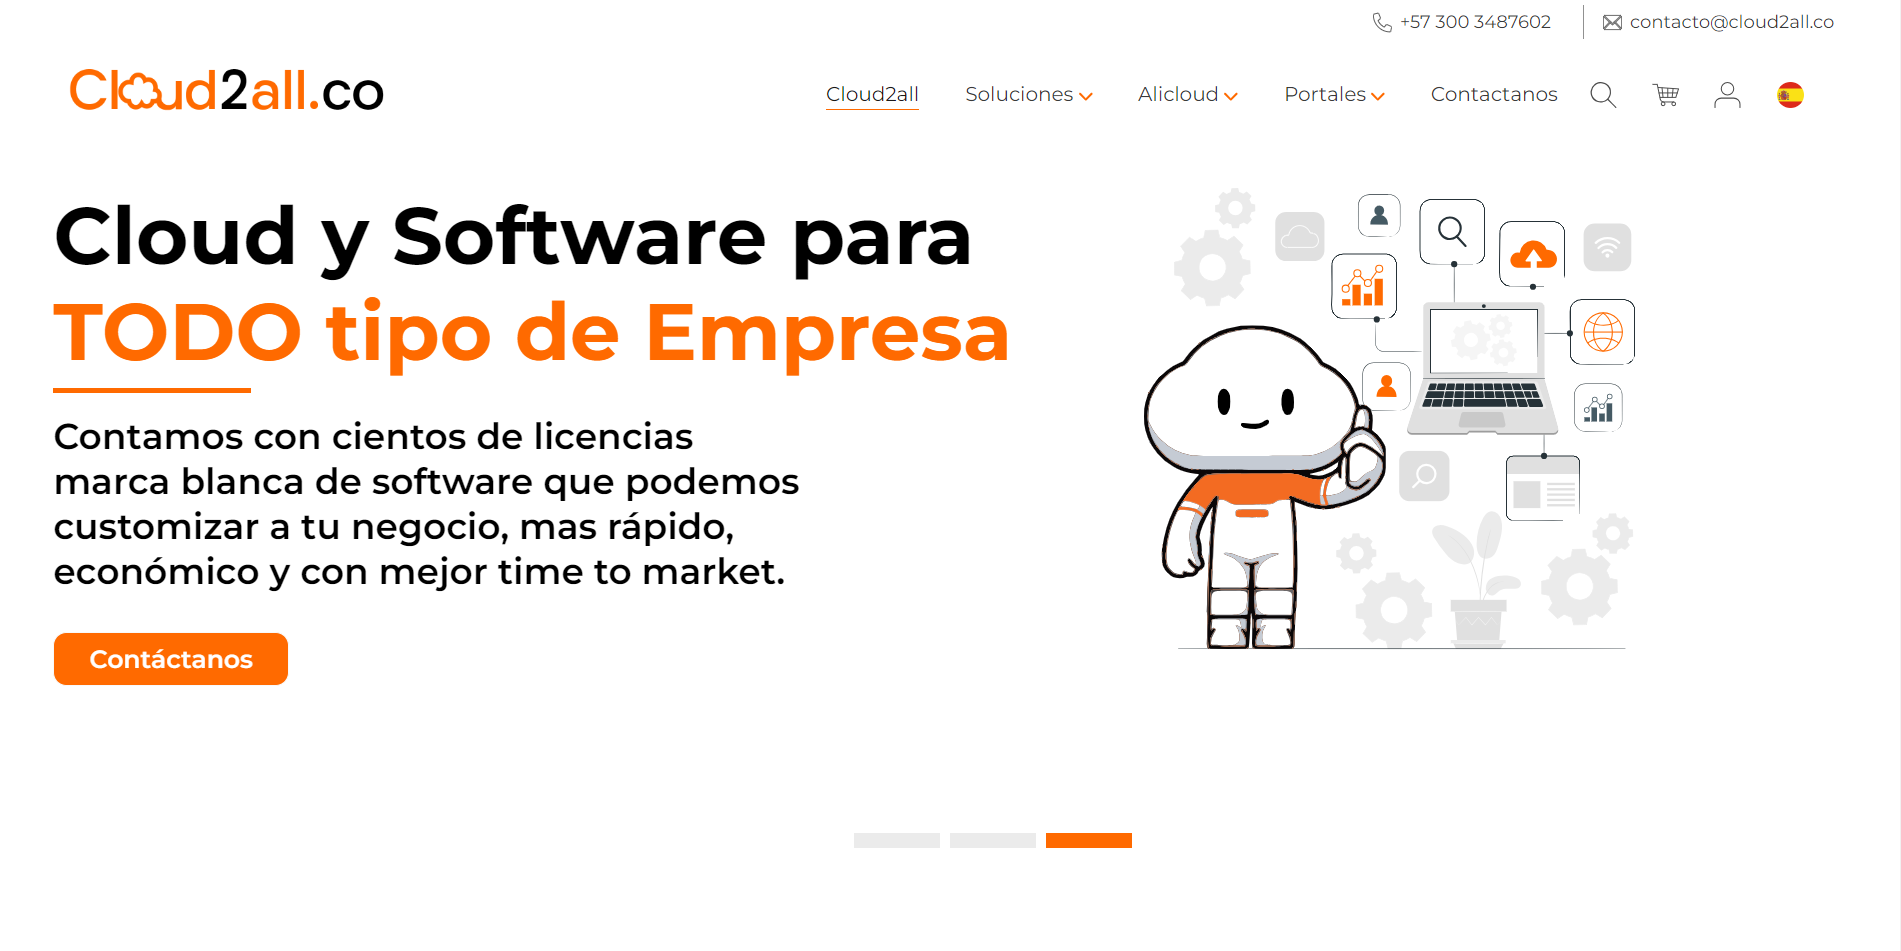 +57 300 3487602
contacto@cloud2all.co
Cloud2all.co
Cloud2all Soluciones Alicloud Portales Contactanos
Cloud y Software para
TODO tipo de Empresa
Contamos con cientos de licencias
marca blanca de software que podemos
customizar a tu negocio, mas rápido,
económico y con mejor time to market.
Contáctanos